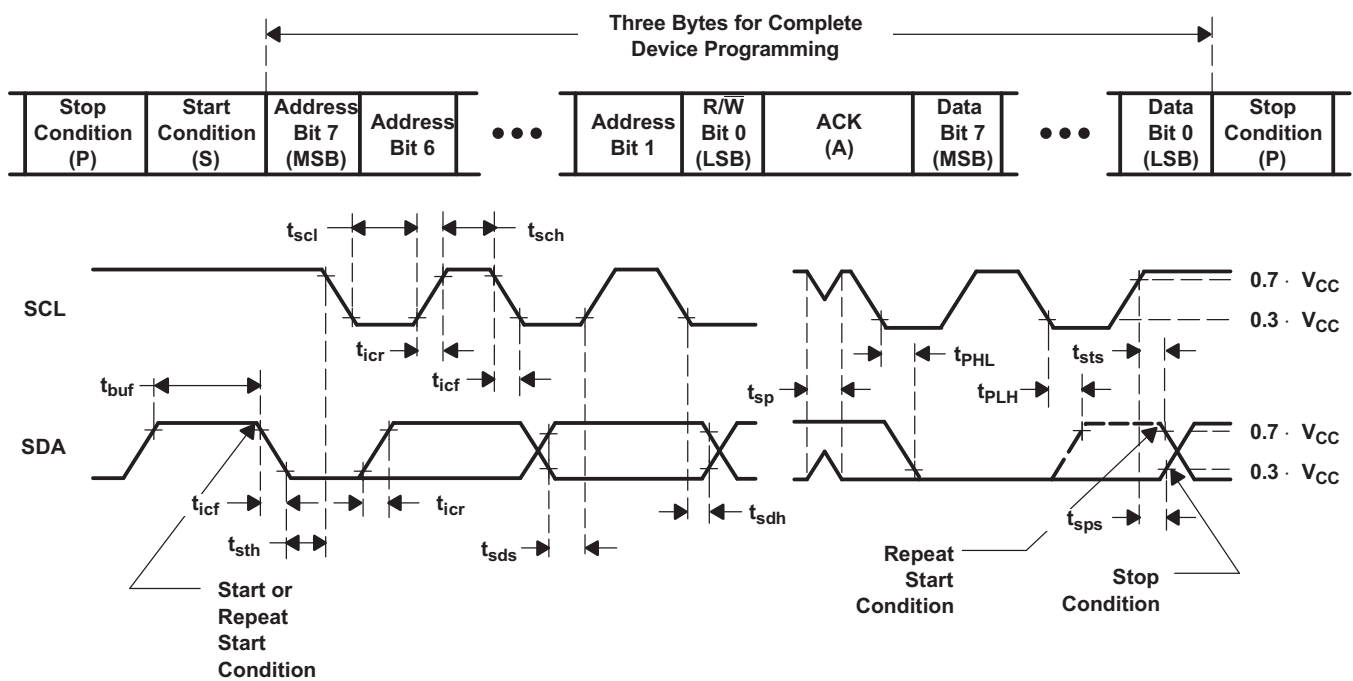 Three Bytes for Complete
Device Programming
Stop
Condition
(P)
Start
Condition
(S)
Address
Bit 7
(MSB)
Address
Bit 6
•••
Address
Bit 1
R/W̅
Bit 0
(LSB)
ACK
(A)
Data
Bit 7
(MSB)
•••
Data
Bit 0
(LSB)
Stop
Condition
(P)
tscl
tsch
SCL
0.7 · VCC
0.3 · VCC
ticr
ticf
tPHL
tsts
tbuf
tsp
tPLH
SDA
0.7 · VCC
0.3 · VCC
ticf
ticr
tsth
tsds
tsdh
tsps
Start or
Repeat
Start
Condition
Repeat
Start
Condition
Stop
Condition